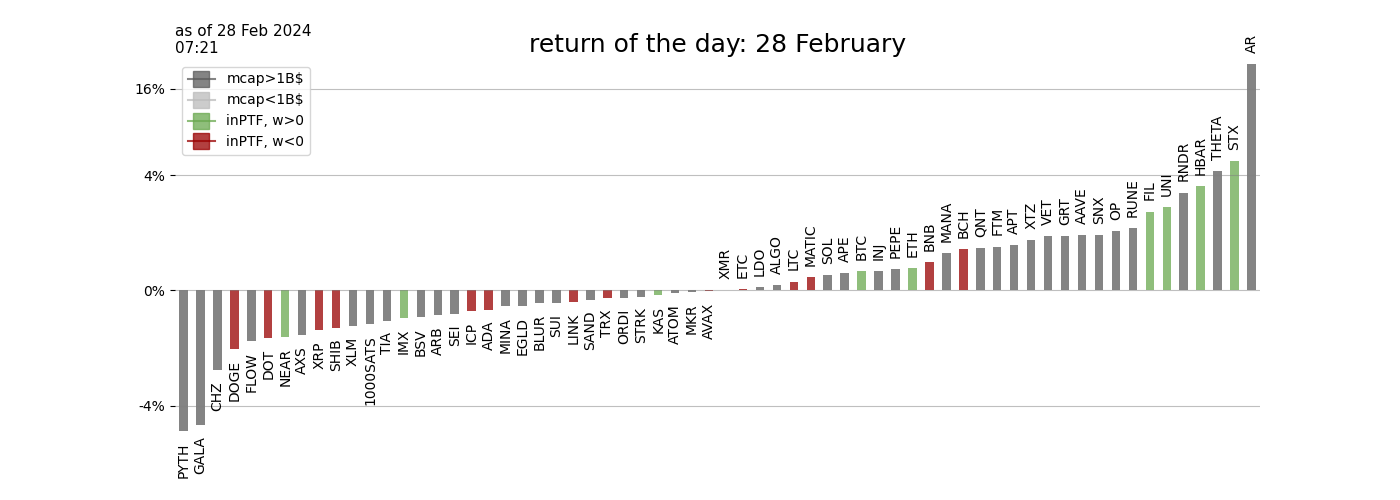 as of 28 Feb 2024
07:21
return of the day: 28 February
mcap>1B$
mcap<1B$
inPTF, w>0
inPTF, w<0
16%
4%
0%
-4%
PYTH
GALA
CHZ
DOGE
FLOW
DOT
NEAR
AXS
XRP
SHIB
XLM
1000SATS
TIA
IMX
BSV
ARB
SEI
ICP
ADA
MINA
EGLD
BLUR
SUI
LINK
SAND
TRX
ORDI
STRK
KAS
ATOM
MKR
AVAX
XMR
ETC
LDO
ALGO
LTC
MATIC
SOL
APE
BTC
INJ
PEPE
ETH
BNB
MANA
BCH
QNT
FTM
APT
XTZ
VET
GRT
AAVE
SNX
OP
RUNE
FIL
UNI
RNDR
HBAR
THETA
STX
AR